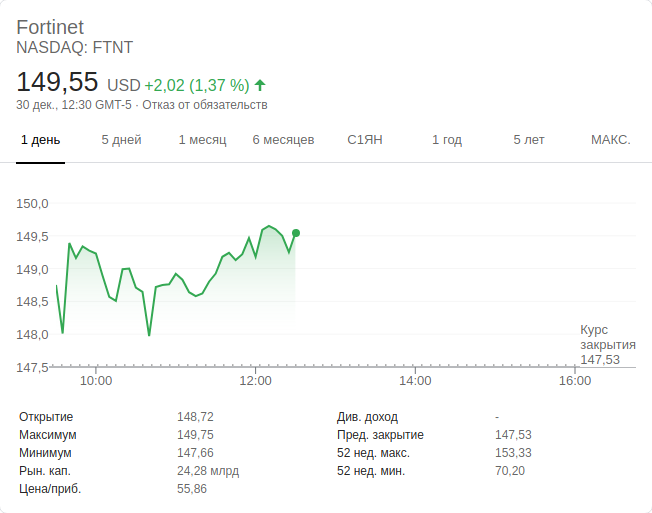 Fortinet
NASDAQ: FTNT
149,55 USD +2,02 (1,37 %)
30 дек., 12:30 GMT-5 · Отказ от обязательств
1 день 5 дней 1 месяц 6 месяцев С1ЯН 1 год 5 лет МАКС.
150,0
149,5
149,0
148,5
148,0
147,5
Курс
закрытия
147,53
10:00 12:00 14:00 16:00
Открытие 148,72 Див. доход -
Максимум 149,75 Пред. закрытие 147,53
Минимум 147,66 52 нед. макс. 153,33
Рын. кап. 24,28 млрд 52 нед. мин. 70,20
Цена/приб. 55,86